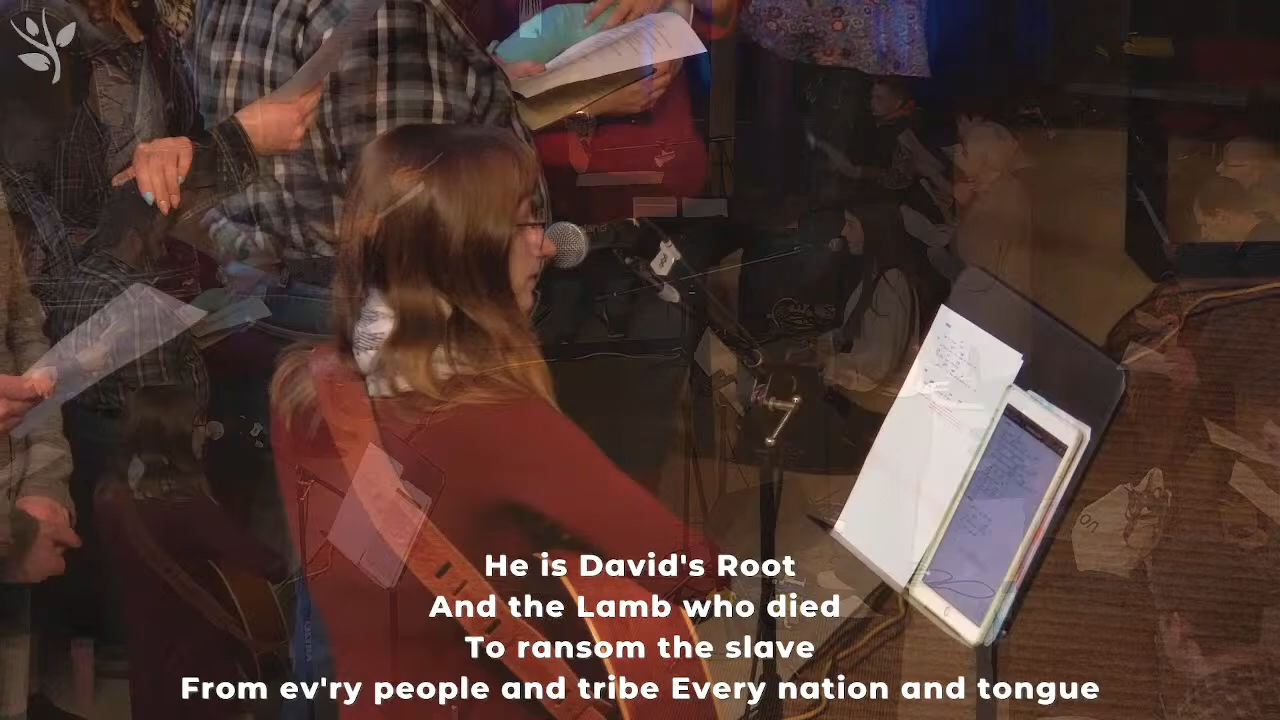 He is David's Root
And the Lamb who died
To ransom the slave
From ev'ry people and tribe Every nation and tongue